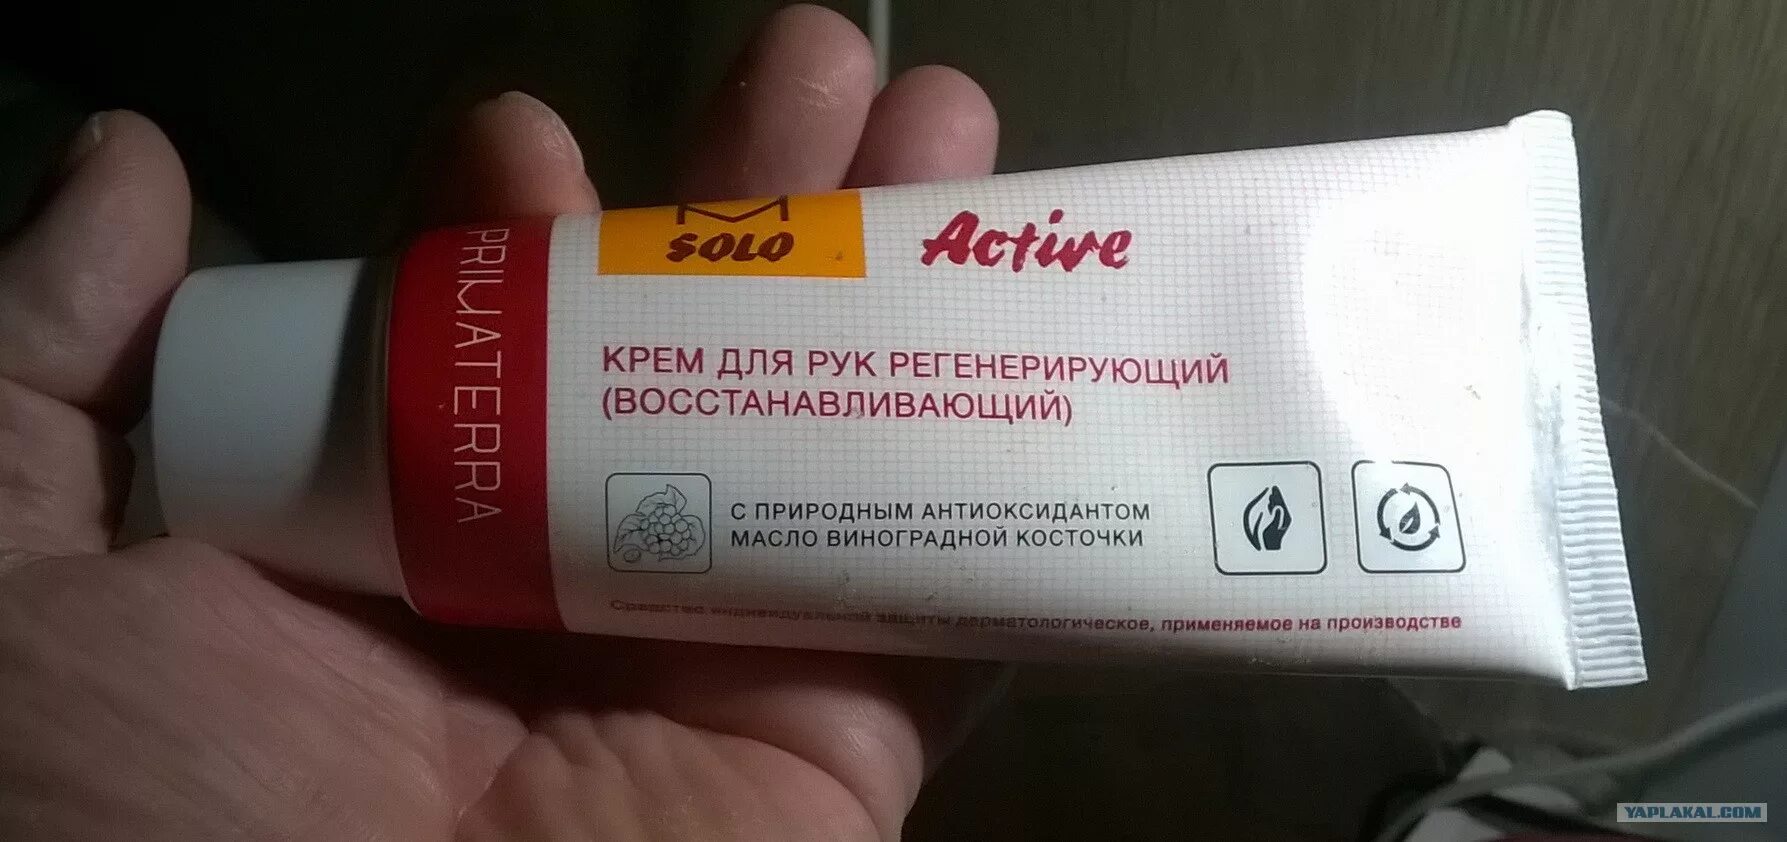 PRIMATERRA
M
SOLO
Active
КРЕМ ДЛЯ РУК РЕГЕНЕРИРУЮЩИЙ
(ВОССТАНАВЛИВАЮЩИЙ)
С ПРИРОДНЫМ АНТИОКСИДАНТОМ
МАСЛО ВИНОГРАДНОЙ КОСТОЧКИ
Средство индивидуальной защиты дерматологическое, применяемое на производстве
YAPLAKAL.COM